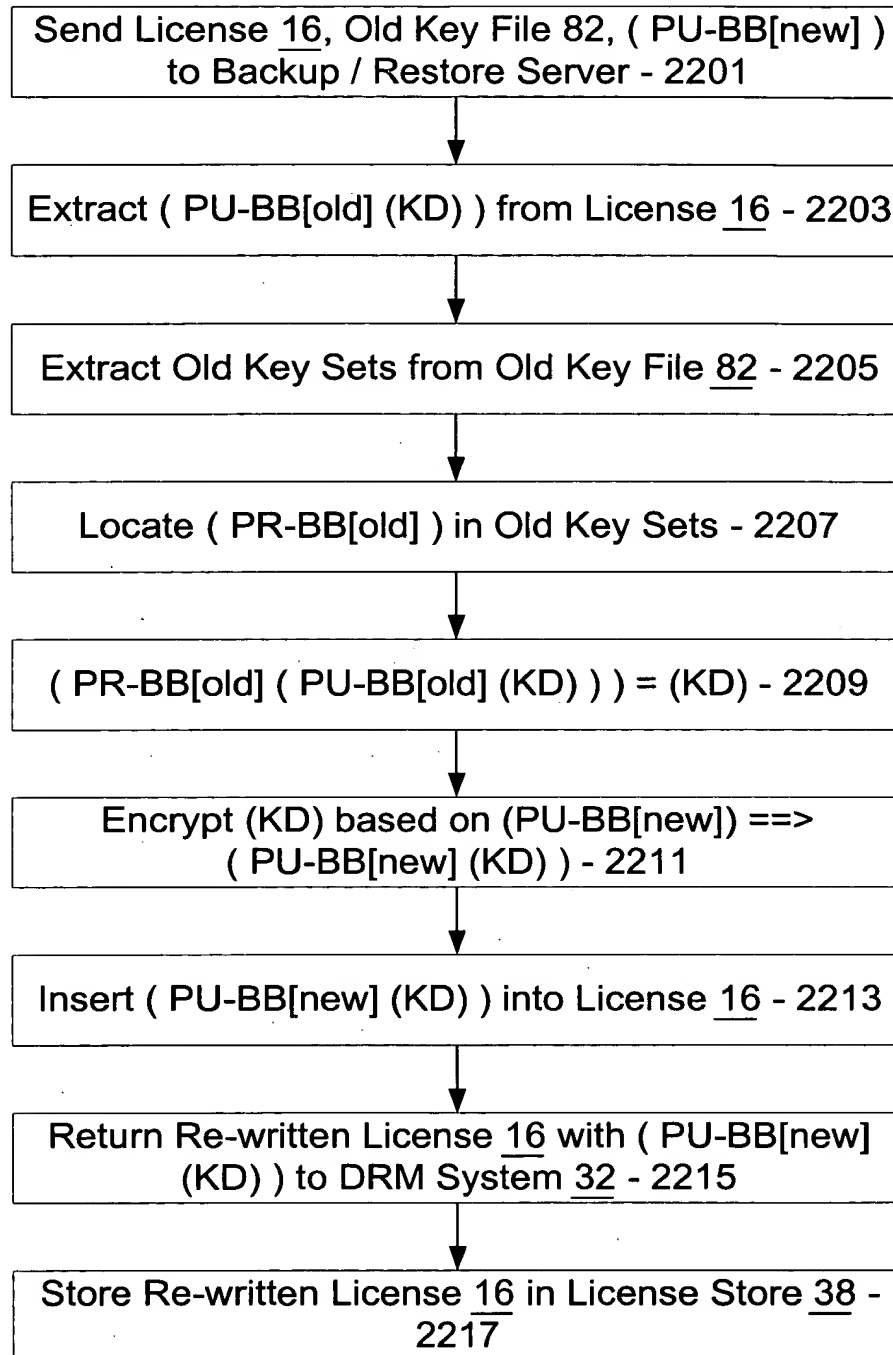 Send License 16, Old Key File 82, ( PU-BB[new] )
to Backup / Restore Server - 2201
Extract ( PU-BB[old] (KD) ) from License 16 - 2203
Extract Old Key Sets from Old Key File 82 - 2205
Locate ( PR-BB[old] ) in Old Key Sets - 2207
( PR-BB[old] ( PU-BB[old] (KD) ) ) = (KD) - 2209
Encrypt (KD) based on (PU-BB[new]) ==>
( PU-BB[new] (KD) ) - 2211
Insert ( PU-BB[new] (KD) ) into License 16 - 2213
Return Re-written License 16 with ( PU-BB[new]
(KD) ) to DRM System 32 - 2215
Store Re-written License 16 in License Store 38 -
2217